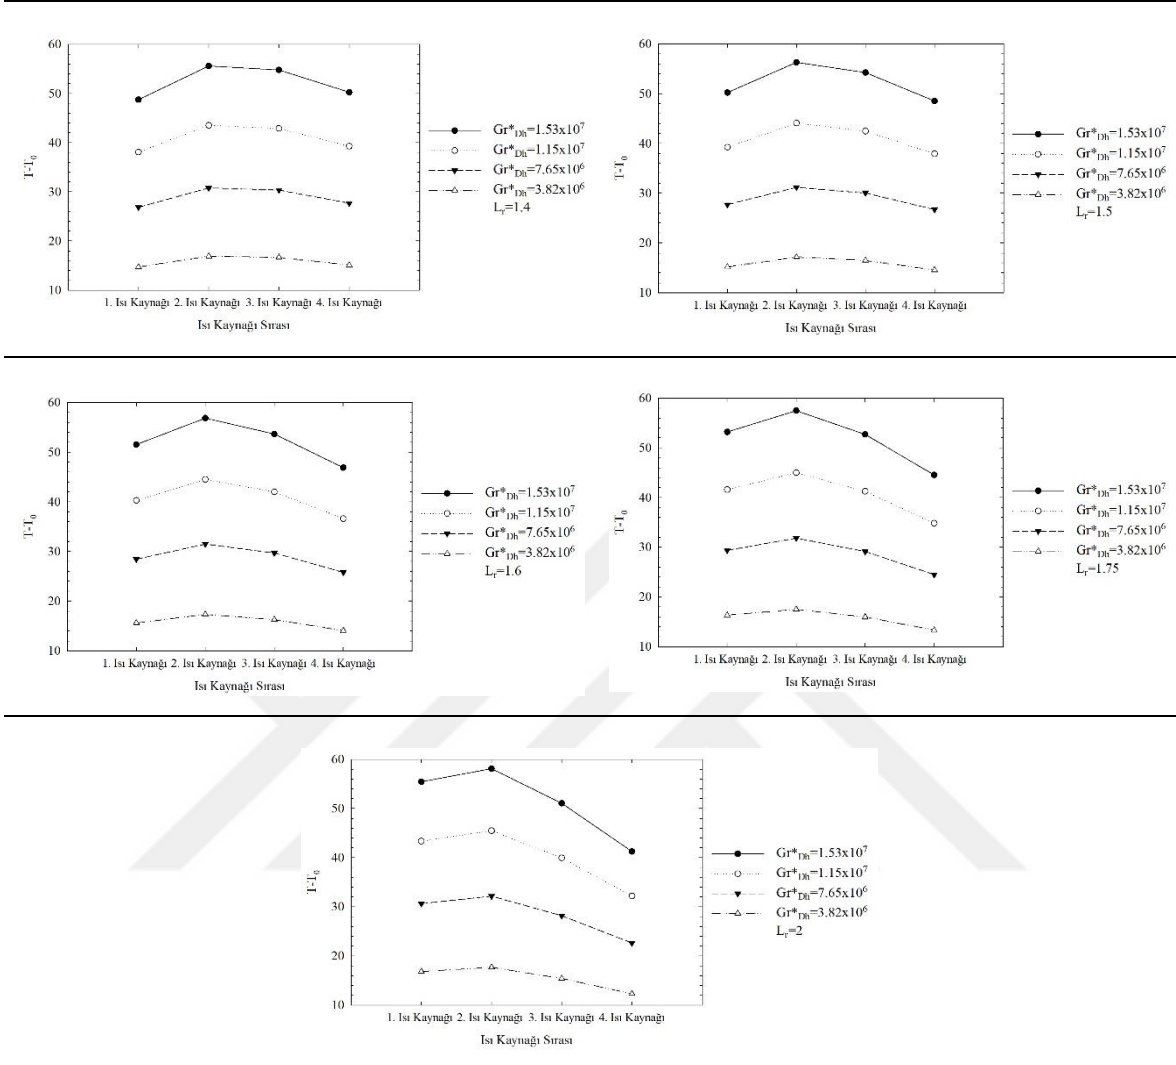 60
50
40
30
20
10
T-T0
1. Isı Kaynağı 2. Isı Kaynağı 3. Isı Kaynağı 4. Isı Kaynağı
Isı Kaynağı Sırası
Gr*Dh=1.53x10^7
Gr*Dh=1.15x10^7
Gr*Dh=7.65x10^6
Gr*Dh=3.82x10^6
Lr=1.4
60
50
40
30
20
10
T-T0
1. Isı Kaynağı 2. Isı Kaynağı 3. Isı Kaynağı 4. Isı Kaynağı
Isı Kaynağı Sırası
Gr*Dh=1.53x10^7
Gr*Dh=1.15x10^7
Gr*Dh=7.65x10^6
Gr*Dh=3.82x10^6
Lr=1.5
60
50
40
30
20
10
T-T0
1. Isı Kaynağı 2. Isı Kaynağı 3. Isı Kaynağı 4. Isı Kaynağı
Isı Kaynağı Sırası
Gr*Dh=1.53x10^7
Gr*Dh=1.15x10^7
Gr*Dh=7.65x10^6
Gr*Dh=3.82x10^6
Lr=1.6
60
50
40
30
20
10
T-T0
1. Isı Kaynağı 2. Isı Kaynağı 3. Isı Kaynağı 4. Isı Kaynağı
Isı Kaynağı Sırası
Gr*Dh=1.53x10^7
Gr*Dh=1.15x10^7
Gr*Dh=7.65x10^6
Gr*Dh=3.82x10^6
Lr=1.75
60
50
40
30
20
10
T-T0
1. Isı Kaynağı 2. Isı Kaynağı 3. Isı Kaynağı 4. Isı Kaynağı
Isı Kaynağı Sırası
Gr*Dh=1.53x10^7
Gr*Dh=1.15x10^7
Gr*Dh=7.65x10^6
Gr*Dh=3.82x10^6
Lr=2